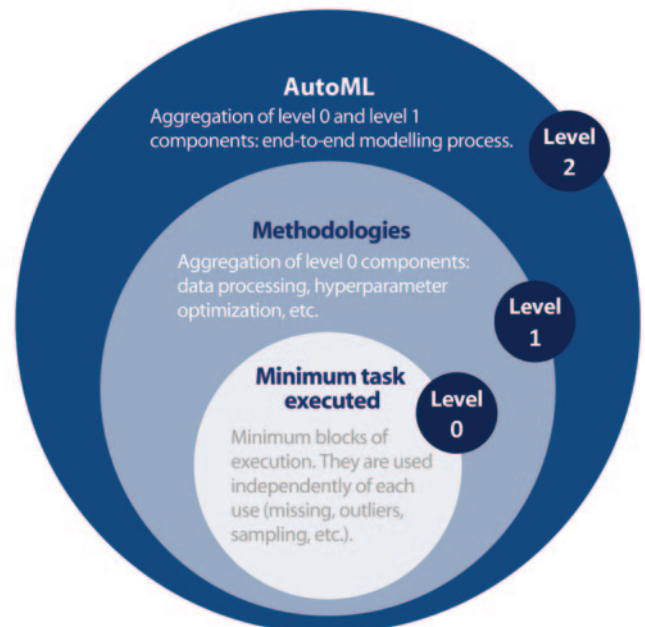 AutoML
Aggregation of level 0 and level 1
components: end-to-end modelling process.
Level
2
Methodologies
Aggregation of level 0 components:
data processing, hyperparameter
optimization, etc.
Level
1
Minimum task
executed
Level
0
Minimum blocks of
execution. They are used
independently of each
use (missing, outliers,
sampling, etc.).